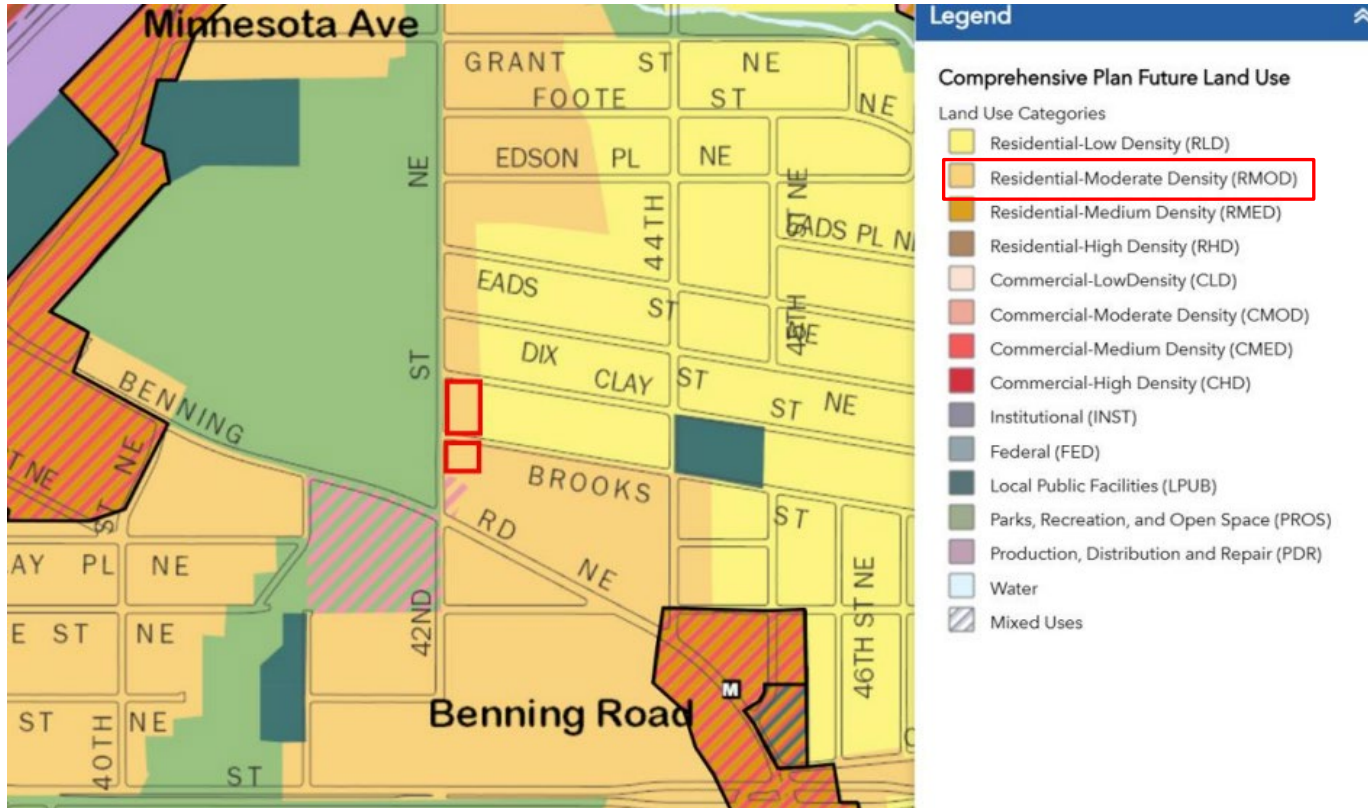 Minnesota Ave
GRANT ST NE
FOOTE ST NE
EDSON PL NE
NE
44TH
ST NE
EADS PL
EADS ST
45TH
NE
ST
DIX
CLAY ST
ST NE
BENNING
NE
ST
BROOKS
ST
RD
NE
AY PL NE
42ND
46TH ST NE
E ST NE
M
Benning Road
ST NE
40TH
ST
Legend
Comprehensive Plan Future Land Use
Land Use Categories
Residential-Low Density (RLD)
Residential-Moderate Density (RMOD)
Residential-Medium Density (RMED)
Residential-High Density (RHD)
Commercial-LowDensity (CLD)
Commercial-Moderate Density (CMOD)
Commercial-Medium Density (CMED)
Commercial-High Density (CHD)
Institutional (INST)
Federal (FED)
Local Public Facilities (LPUB)
Parks, Recreation, and Open Space (PROS)
Production, Distribution and Repair (PDR)
Water
Mixed Uses